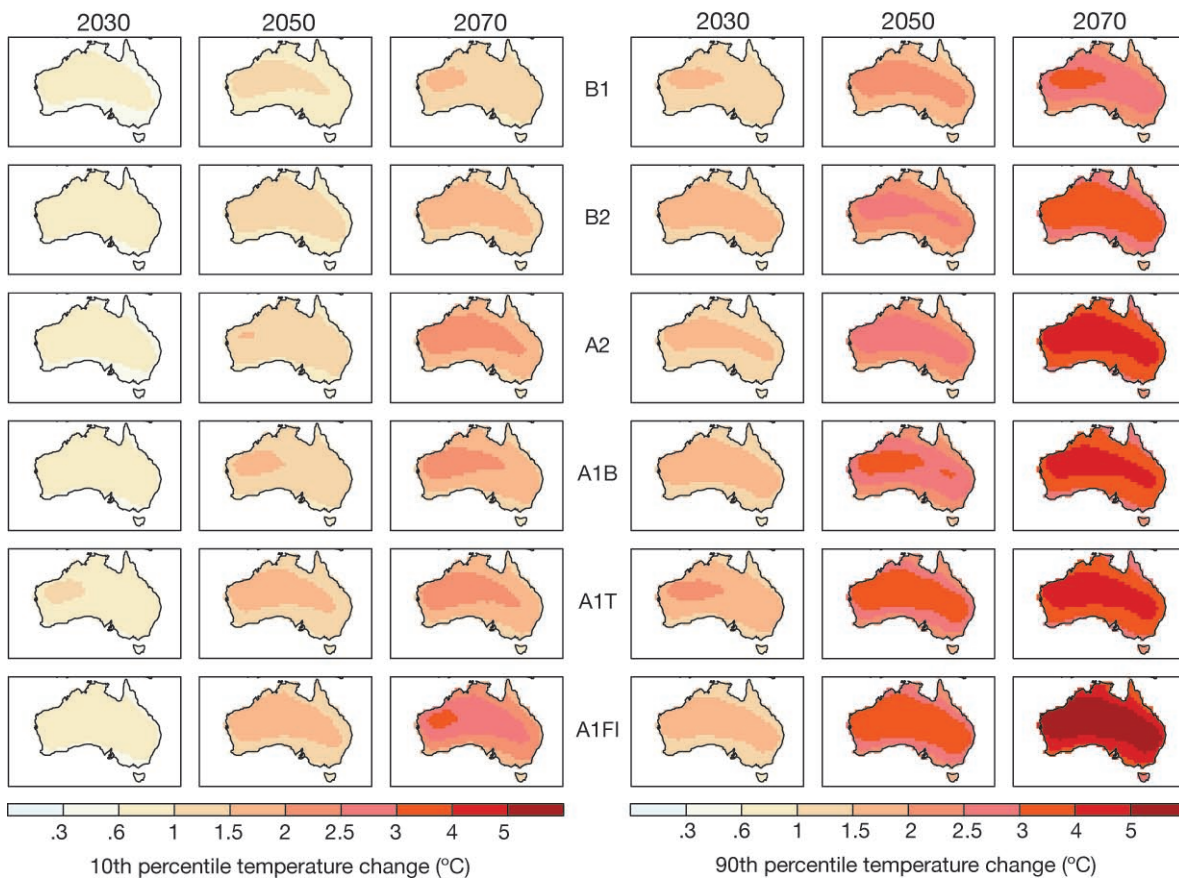 2030 2050 2070 2030 2050 2070
B1
B2
A2
A1B
A1T
A1FI
.3 .6 1 1.5 2 2.5 3 4 5 .3 .6 1 1.5 2 2.5 3 4 5
10th percentile temperature change (ºC) 90th percentile temperature change (ºC)